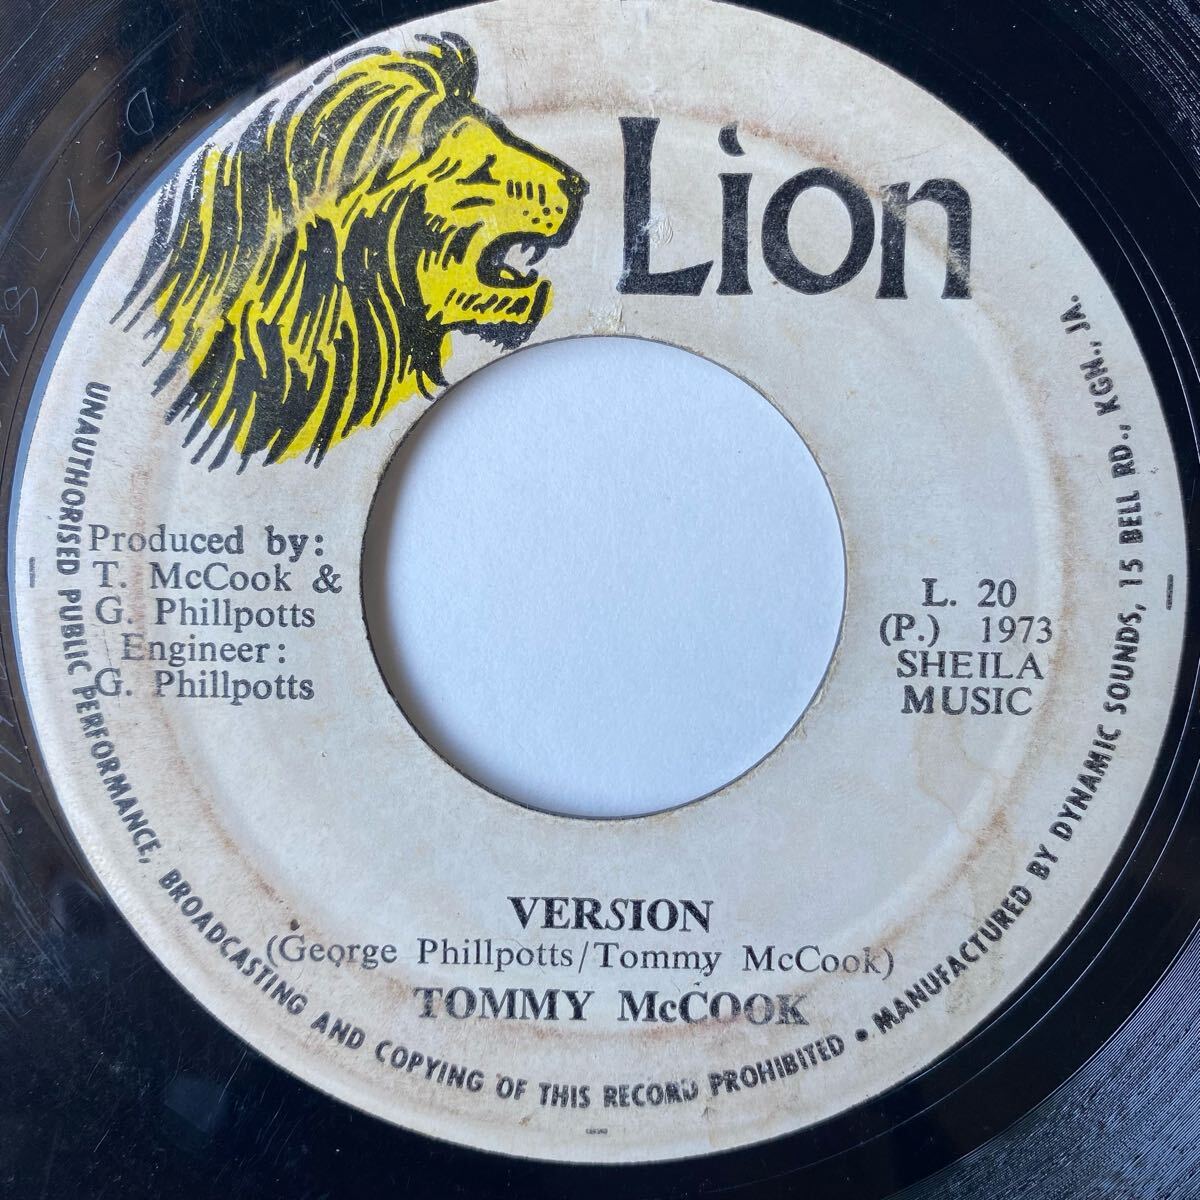 Lion
Produced by:
T. McCook &
G. Phillpotts
Engineer:
G. Phillpotts
L. 20
(P.) 1973
SHEILA
MUSIC
VERSION
(George Phillpotts/Tommy McCook)
TOMMY McCOOK
UNAUTHORISED PUBLIC PERFORMANCE, BROADCASTING AND COPYING OF THIS RECORD PROHIBITED • MANUFACTURED BY DYNAMIC SOUNDS, 15 BELL RD., KGN., JA.